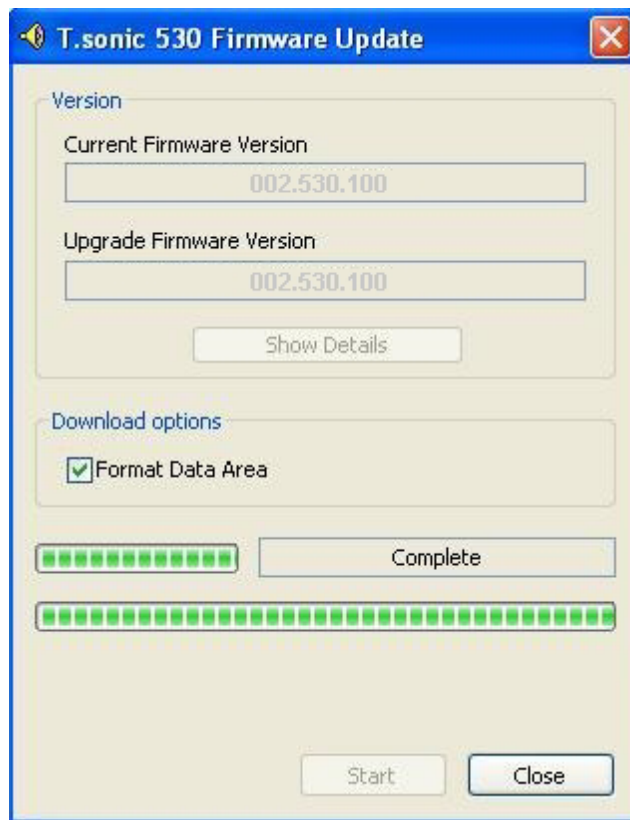 T.sonic 530 Firmware Update
Version
Current Firmware Version
002.530.100
Upgrade Firmware Version
002.530.100
Show Details
Download options
Format Data Area
Complete
Start Close